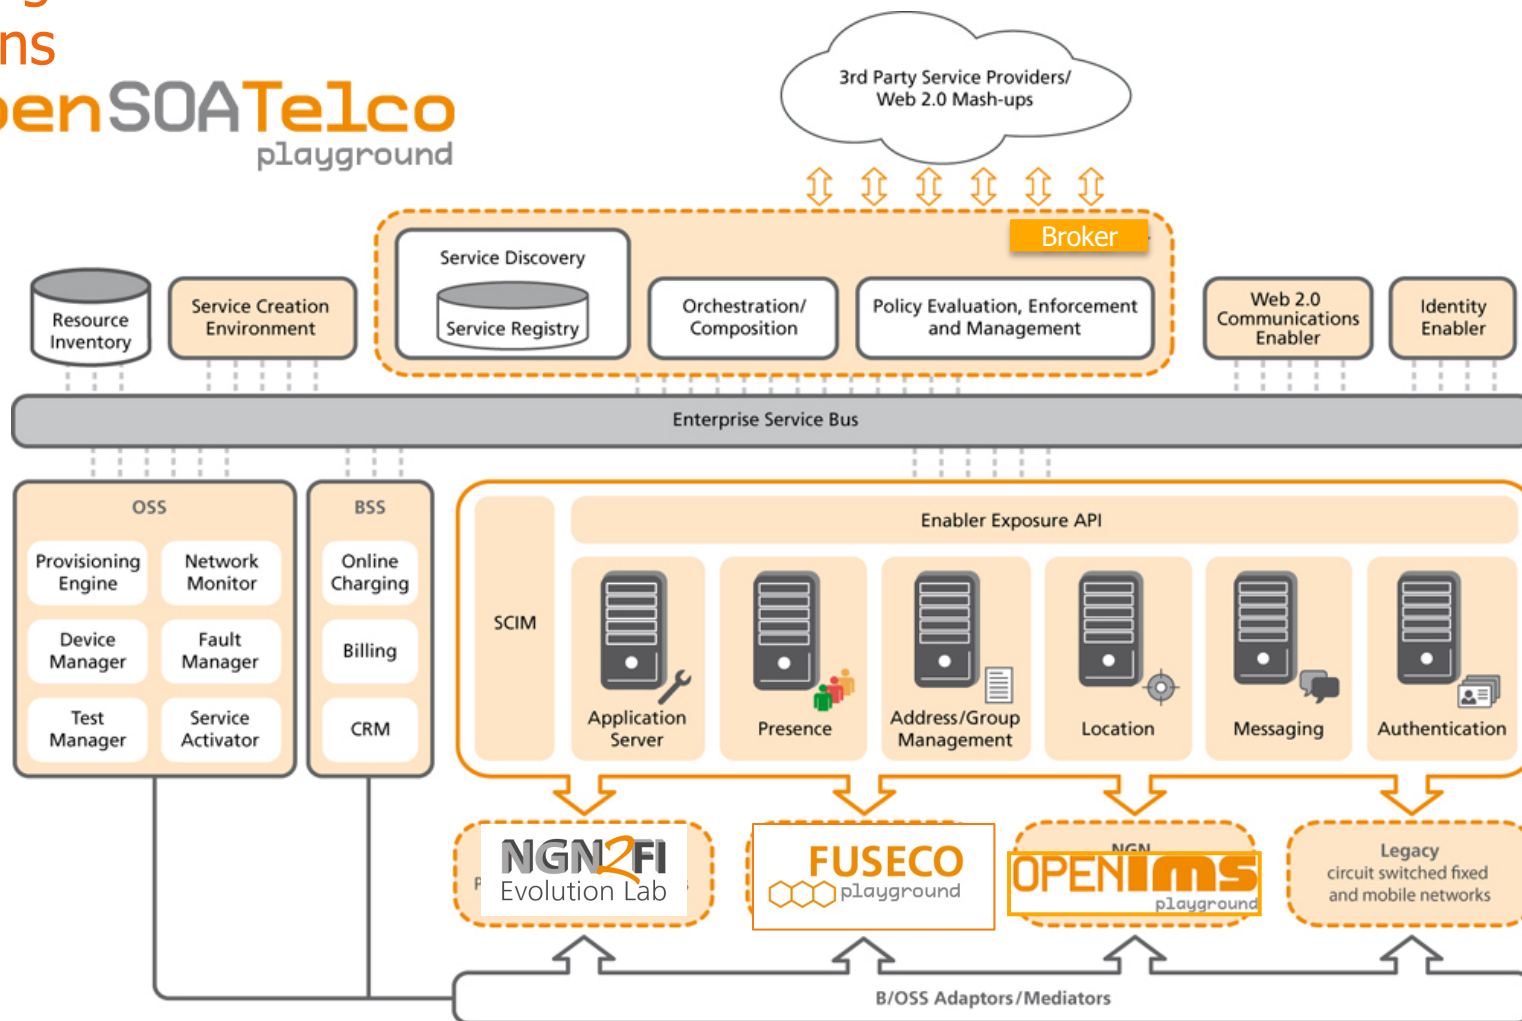 ns
penSOATelco
playground
3rd Party Service Providers/
Web 2.0 Mash-ups
Broker
Service Discovery
Service Registry
Orchestration/
Composition
Policy Evaluation, Enforcement
and Management
Resource
Inventory
Service Creation
Environment
Web 2.0
Communications
Enabler
Identity
Enabler
Enterprise Service Bus
OSS
Provisioning
Engine
Network
Monitor
Device
Manager
Fault
Manager
Test
Manager
Service
Activator
BSS
Online
Charging
Billing
CRM
SCIM
Enabler Exposure API
Application
Server
Presence
Address/Group
Management
Location
Messaging
Authentication
NGN2FI
Evolution Lab
FUSECO
playground
NGN
OPENIMS
playground
Legacy
circuit switched fixed
and mobile networks
B/OSS Adaptors/Mediators